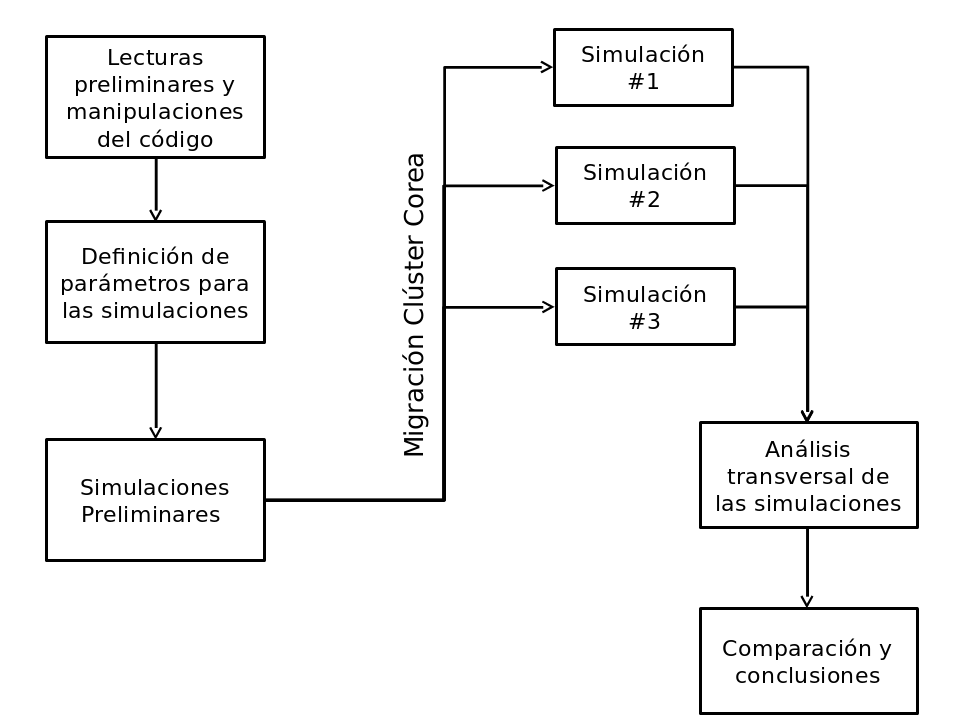 Lecturas
preliminares y
manipulaciones
del código
Definición de
parámetros para
las simulaciones
Simulaciones
Preliminares
Migración Clúster Corea
Simulación
#1
Simulación
#2
Simulación
#3
Análisis
transversal de
las simulaciones
Comparación y
conclusiones